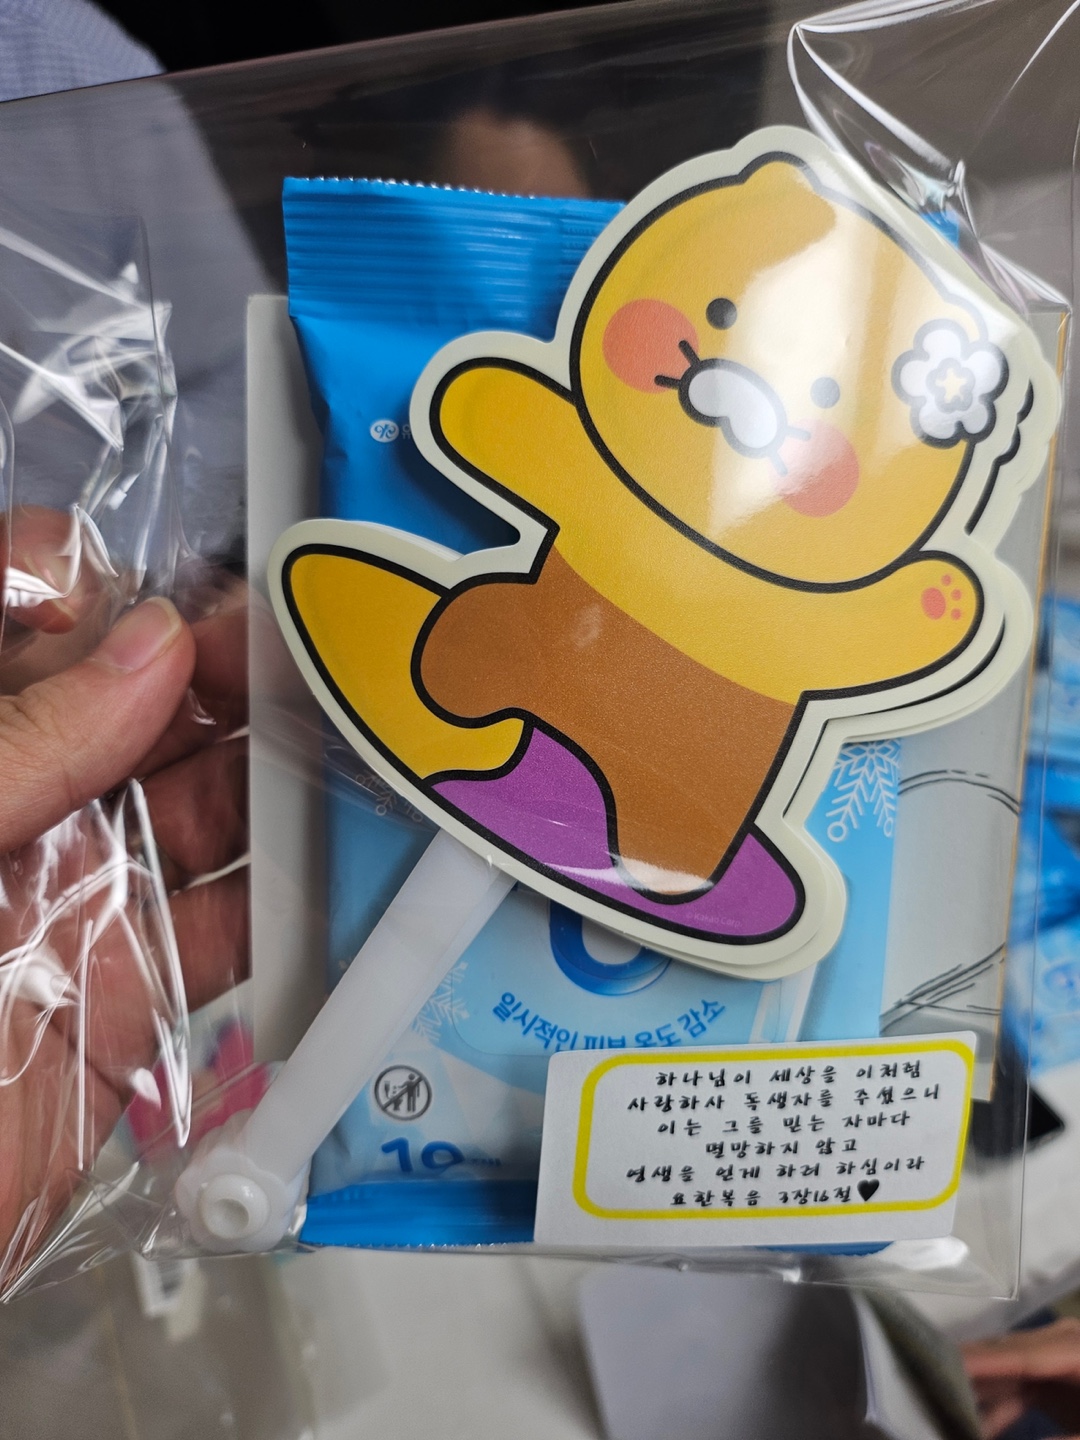 일시적인 피부 온도 감소
10
하나님이 세상을 이처럼
사랑하사 독생자를 주셨으니
이는 그를 믿는 자마다
멸망하지 않고
영생을 얻게 하려 하심이라
요한복음 3장16절♥